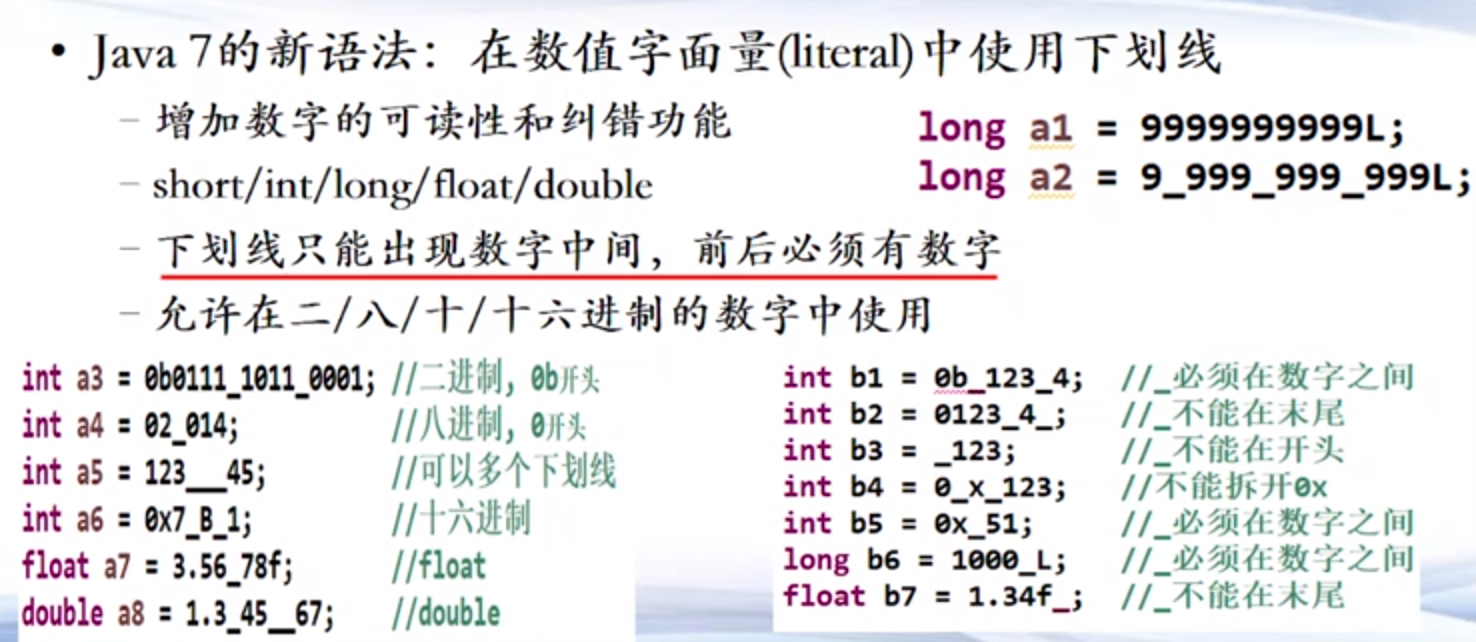 • Java 7的新语法：在数值字面量(literal)中使用下划线
– 增加数字的可读性和纠错功能
– short/int/long/float/double
– 下划线只能出现数字中间，前后必须有数字
– 允许在二/八/十/十六进制的数字中使用
long a1 = 9999999999L;
long a2 = 9_999_999_999L;
int a3 = 0b0111_1011_0001; //二进制，0b开头
int a4 = 02_014; //八进制，0开头
int a5 = 123___45; //可以多个下划线
int a6 = 0x7_B_1; //十六进制
float a7 = 3.56_78f; //float
double a8 = 1.3_45__67; //double
int b1 = 0b_123_4; //_必须在数字之间
int b2 = 0123_4_; //_不能在末尾
int b3 = _123; //_不能在开头
int b4 = 0_x_123; //不能拆开0x
int b5 = 0x_51; //_必须在数字之间
long b6 = 1000_L; //_必须在数字之间
float b7 = 1.34f_; //_不能在末尾